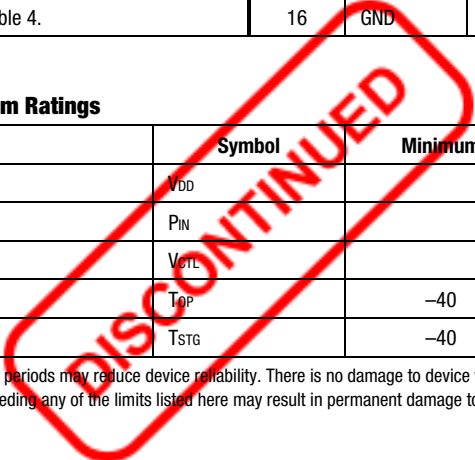 ble 4. 16 GND
m Ratings
Symbol Minimum
VDD
PIN
VCTL
TOP –40
TSTG –40
periods may reduce device reliability. There is no damage to device
eding any of the limits listed here may result in permanent damage to
DISCONTINUED